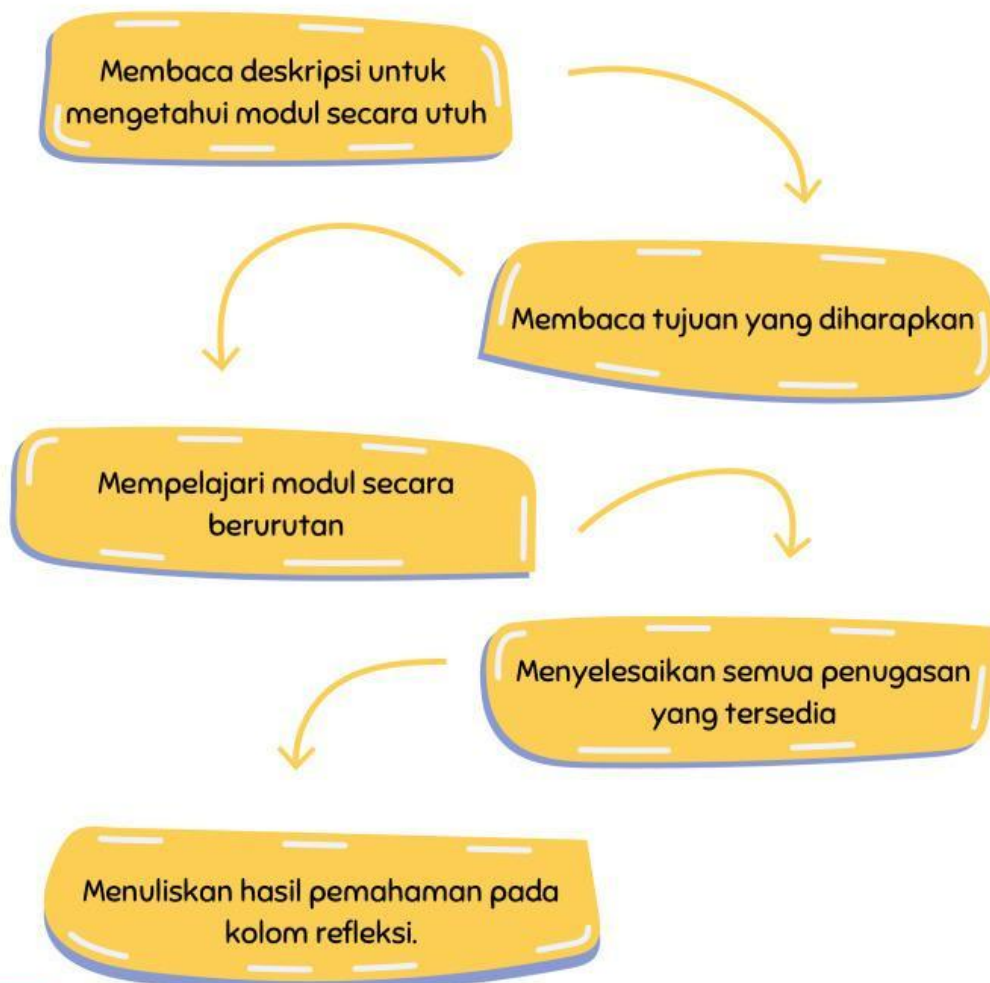 Membaca deskripsi untuk
mengetahui modul secara utuh
Membaca tujuan yang diharapkan
Mempelajari modul secara
berurutan
Menyelesaikan semua penugasan
yang tersedia
Menuliskan hasil pemahaman pada
kolom refleksi.